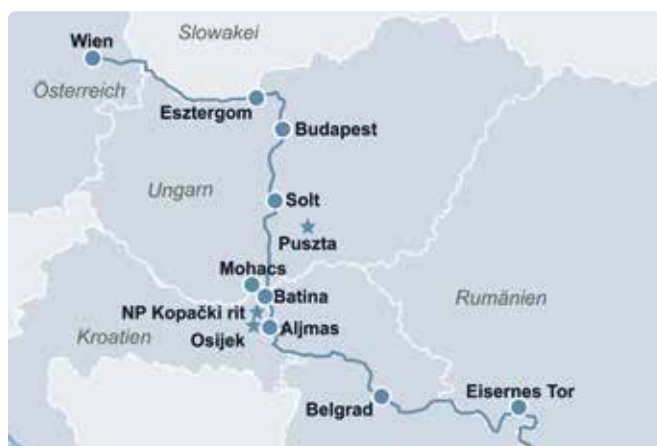 Slowakei
Wien
Österreich
Esztergom
Budapest
Ungarn
Solt
Puszta
Mohacs
Batina
NP Kopački rit
Rumänien
Kroatien
Aljmas
Osijek
Belgrad
Eisernes Tor